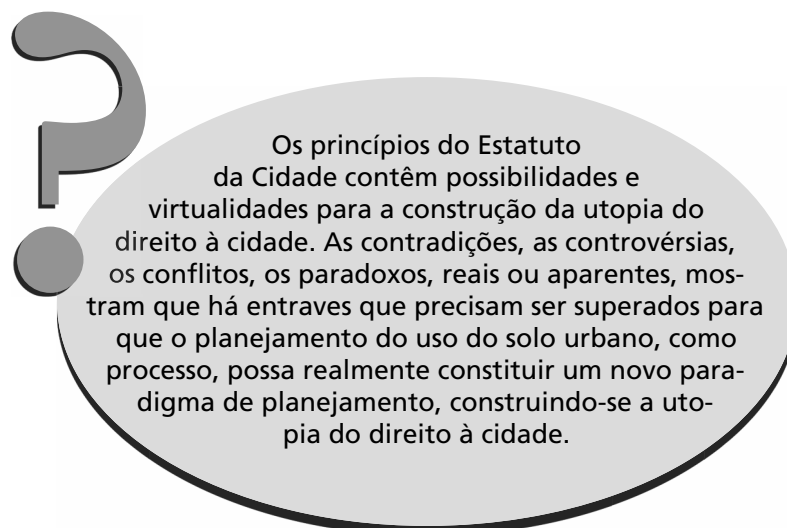 Os princípios do Estatuto
da Cidade contêm possibilidades e
virtualidades para a construção da utopia do
direito à cidade. As contradições, as controvérsias,
os conflitos, os paradoxos, reais ou aparentes, mos-
tram que há entraves que precisam ser superados para
que o planejamento do uso do solo urbano, como
processo, possa realmente constituir um novo para-
digma de planejamento, construindo-se a uto-
pia do direito à cidade.